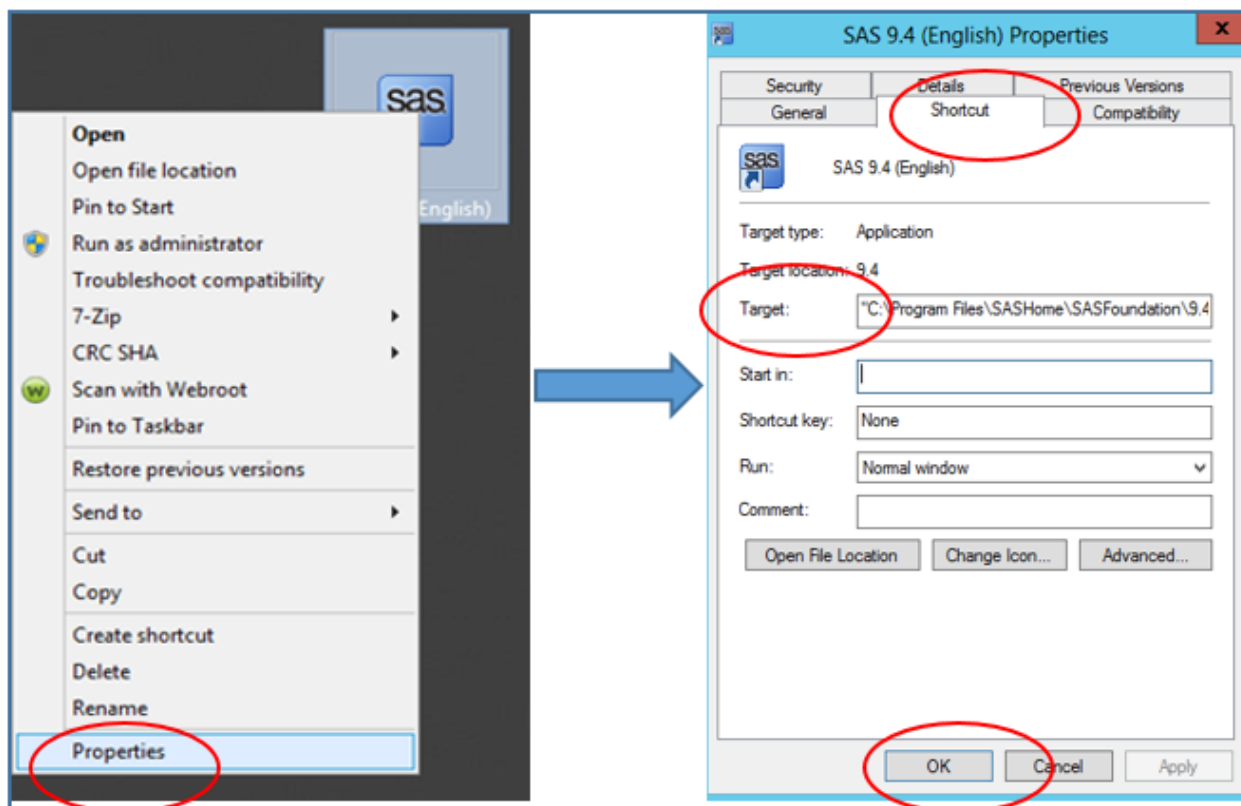 sas
English)
Open
Open file location
Pin to Start
Run as administrator
Troubleshoot compatibility
7-Zip
CRC SHA
W Scan with Webroot
Pin to Taskbar
Restore previous versions
Send to
Cut
Copy
Create shortcut
Delete
Rename
Properties
sas SAS 9.4 (English) Properties X
Security Details Previous Versions
General Shortcut Compatibility
sas SAS 9.4 (English)
Target type: Application
Target location: 9.4
Target: "C:\Program Files\SASHome\SASFoundation\9.4
Start in:
Shortcut key: None
Run: Normal window
Comment:
Open File Location Change Icon... Advanced...
OK Cancel Apply